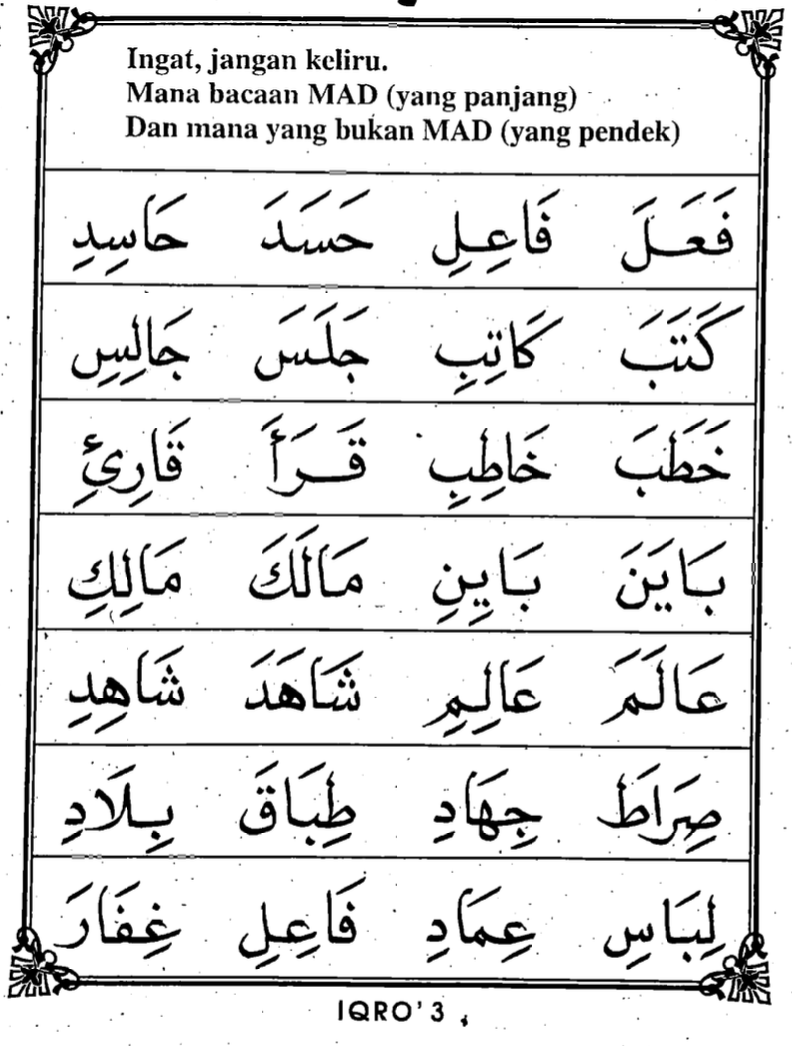 Ingat, jangan keliru.
Mana bacaan MAD (yang panjang)
Dan mana yang bukan MAD (yang pendek)
فَعَلَ فَاعِلِ حَسَدَ حَاسِدِ
كَتَبَ كَاتِبِ جَلَسَ جَالِسِ
خَطَبَ خَاطِبِ قَرَأَ قَارِئِ
بَايَنَ بَايِنِ مَالَكَ مَالِكِ
عَالَمَ عَالِمِ شَاهَدَ شَاهِدِ
صِرَاطَ جِهَادِ طِبَاقَ بِلَادِ
لِبَاسِ عِمَادِ فَاعِلِ غِفَارَ
IQRO' 3